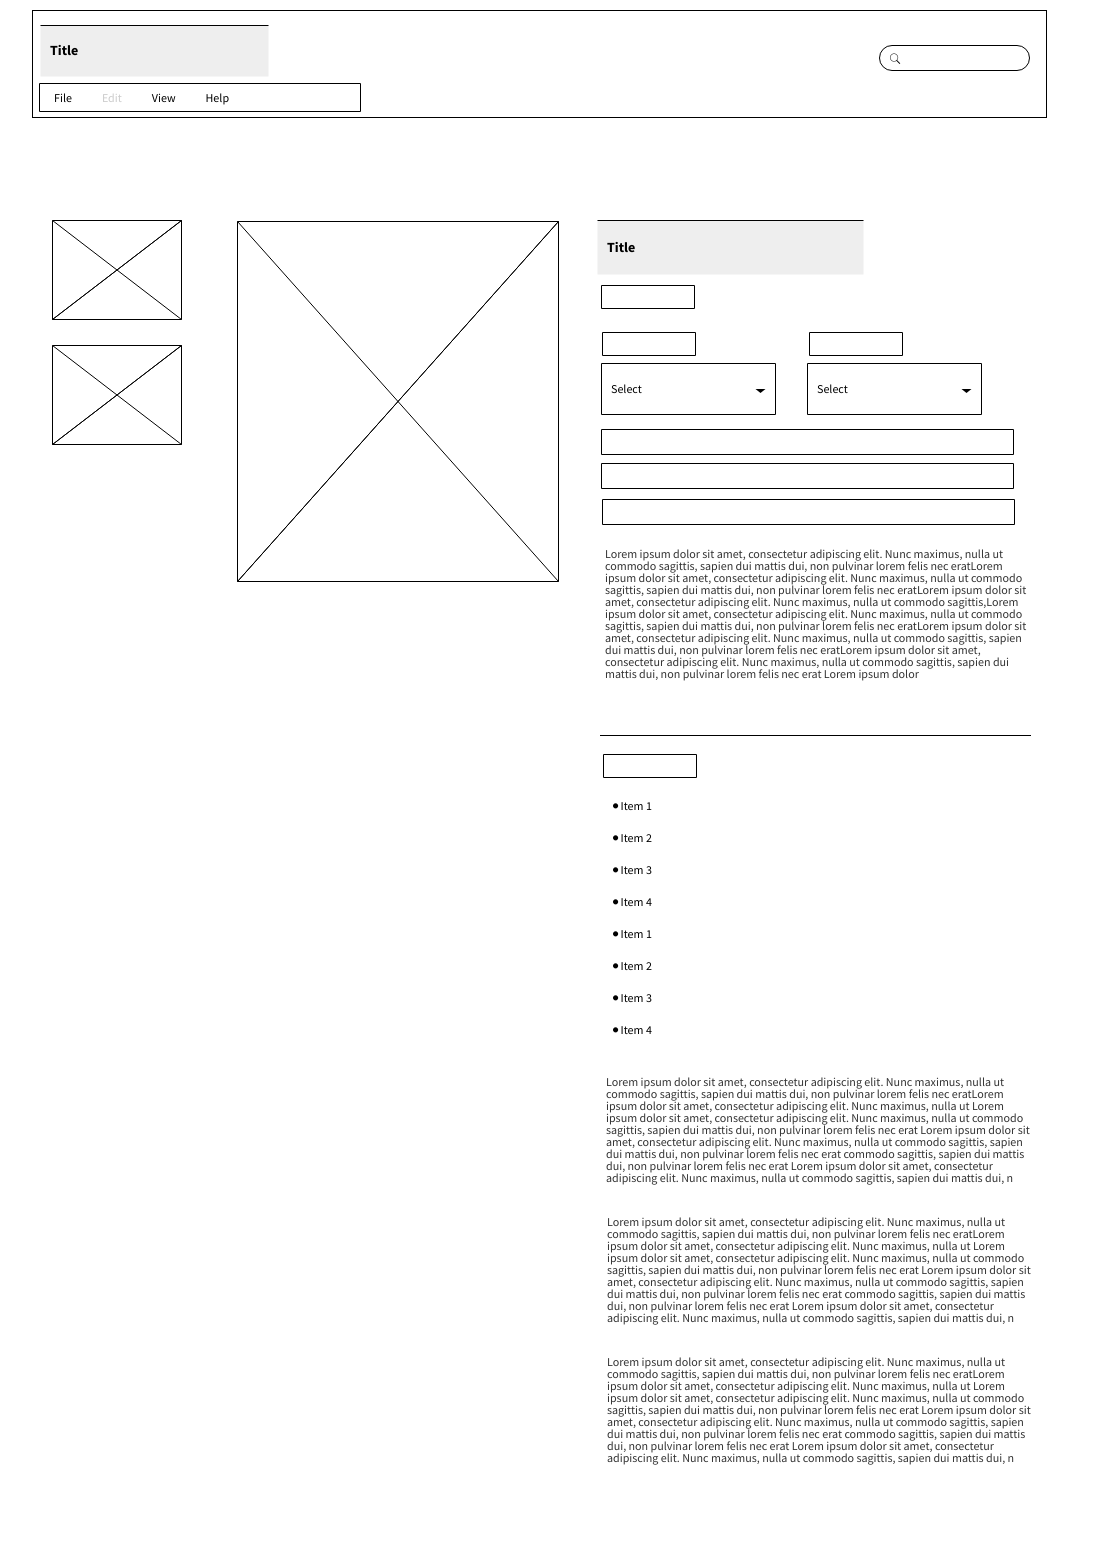 Title
File Edit View Help
Title
Select Select
Lorem ipsum dolor sit amet, consectetur adipiscing elit. Nunc maximus, nulla ut
commodo sagittis, sapien dui mattis dui, non pulvinar lorem felis nec eratLorem
ipsum dolor sit amet, consectetur adipiscing elit. Nunc maximus, nulla ut commodo
sagittis, sapien dui mattis dui, non pulvinar lorem felis nec eratLorem ipsum dolor sit
amet, consectetur adipiscing elit. Nunc maximus, nulla ut commodo sagittis,Lorem
ipsum dolor sit amet, consectetur adipiscing elit. Nunc maximus, nulla ut commodo
sagittis, sapien dui mattis dui, non pulvinar lorem felis nec eratLorem ipsum dolor sit
amet, consectetur adipiscing elit. Nunc maximus, nulla ut commodo sagittis, sapien
dui mattis dui, non pulvinar lorem felis nec eratLorem ipsum dolor sit amet,
consectetur adipiscing elit. Nunc maximus, nulla ut commodo sagittis, sapien dui
mattis dui, non pulvinar lorem felis nec erat Lorem ipsum dolor
Item 1
Item 2
Item 3
Item 4
Item 1
Item 2
Item 3
Item 4
Lorem ipsum dolor sit amet, consectetur adipiscing elit. Nunc maximus, nulla ut
commodo sagittis, sapien dui mattis dui, non pulvinar lorem felis nec eratLorem
ipsum dolor sit amet, consectetur adipiscing elit. Nunc maximus, nulla ut Lorem
ipsum dolor sit amet, consectetur adipiscing elit. Nunc maximus, nulla ut commodo
sagittis, sapien dui mattis dui, non pulvinar lorem felis nec erat Lorem ipsum dolor sit
amet, consectetur adipiscing elit. Nunc maximus, nulla ut commodo sagittis, sapien
dui mattis dui, non pulvinar lorem felis nec erat commodo sagittis, sapien dui mattis
dui, non pulvinar lorem felis nec erat Lorem ipsum dolor sit amet, consectetur
adipiscing elit. Nunc maximus, nulla ut commodo sagittis, sapien dui mattis dui, n
Lorem ipsum dolor sit amet, consectetur adipiscing elit. Nunc maximus, nulla ut
commodo sagittis, sapien dui mattis dui, non pulvinar lorem felis nec eratLorem
ipsum dolor sit amet, consectetur adipiscing elit. Nunc maximus, nulla ut Lorem
ipsum dolor sit amet, consectetur adipiscing elit. Nunc maximus, nulla ut commodo
sagittis, sapien dui mattis dui, non pulvinar lorem felis nec erat Lorem ipsum dolor sit
amet, consectetur adipiscing elit. Nunc maximus, nulla ut commodo sagittis, sapien
dui mattis dui, non pulvinar lorem felis nec erat commodo sagittis, sapien dui mattis
dui, non pulvinar lorem felis nec erat Lorem ipsum dolor sit amet, consectetur
adipiscing elit. Nunc maximus, nulla ut commodo sagittis, sapien dui mattis dui, n
Lorem ipsum dolor sit amet, consectetur adipiscing elit. Nunc maximus, nulla ut
commodo sagittis, sapien dui mattis dui, non pulvinar lorem felis nec eratLorem
ipsum dolor sit amet, consectetur adipiscing elit. Nunc maximus, nulla ut Lorem
ipsum dolor sit amet, consectetur adipiscing elit. Nunc maximus, nulla ut commodo
sagittis, sapien dui mattis dui, non pulvinar lorem felis nec erat Lorem ipsum dolor sit
amet, consectetur adipiscing elit. Nunc maximus, nulla ut commodo sagittis, sapien
dui mattis dui, non pulvinar lorem felis nec erat commodo sagittis, sapien dui mattis
dui, non pulvinar lorem felis nec erat Lorem ipsum dolor sit amet, consectetur
adipiscing elit. Nunc maximus, nulla ut commodo sagittis, sapien dui mattis dui, n